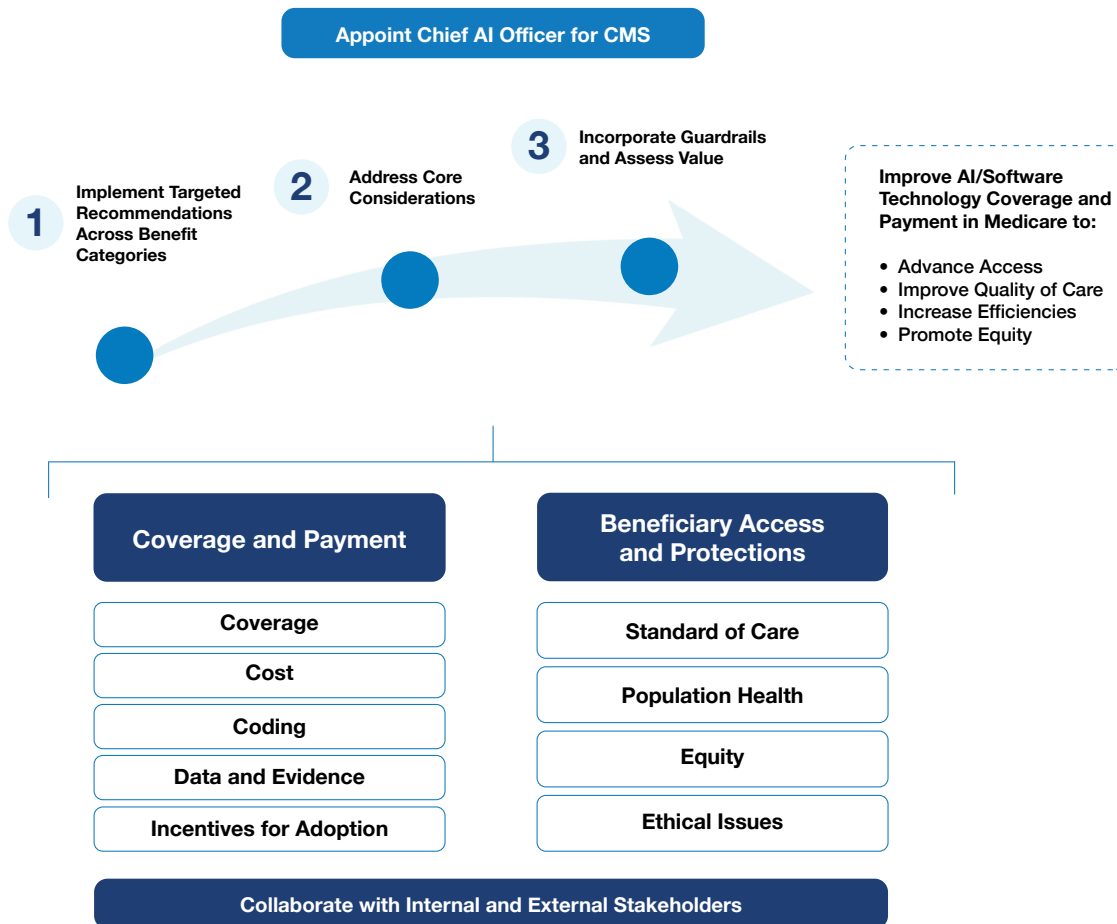 Appoint Chief AI Officer for CMS
1
Implement Targeted
Recommendations
Across Benefit
Categories
2
Address Core
Considerations
3
Incorporate Guardrails
and Assess Value
Improve AI/Software
Technology Coverage and
Payment in Medicare to:
• Advance Access
• Improve Quality of Care
• Increase Efficiencies
• Promote Equity
Coverage and Payment
Coverage
Cost
Coding
Data and Evidence
Incentives for Adoption
Beneficiary Access
and Protections
Standard of Care
Population Health
Equity
Ethical Issues
Collaborate with Internal and External Stakeholders